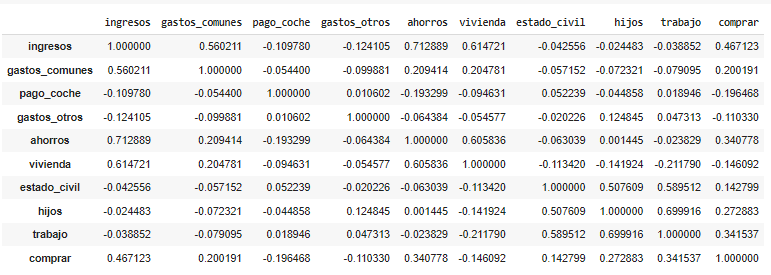 ingresos gastos_comunes pago_coche gastos_otros ahorros vivienda estado_civil hijos trabajo comprar
ingresos 1.000000 0.560211 -0.109780 -0.124105 0.712889 0.614721 -0.042556 -0.024483 -0.038852 0.467123
gastos_comunes 0.560211 1.000000 -0.054400 -0.099881 0.209414 0.204781 -0.057152 -0.072321 -0.079095 0.200191
pago_coche -0.109780 -0.054400 1.000000 0.010602 -0.193299 -0.094631 0.052239 -0.044858 0.018946 -0.196468
gastos_otros -0.124105 -0.099881 0.010602 1.000000 -0.064384 -0.054577 -0.020226 0.124845 0.047313 -0.110330
ahorros 0.712889 0.209414 -0.193299 -0.064384 1.000000 0.605836 -0.063039 0.001445 -0.023829 0.340778
vivienda 0.614721 0.204781 -0.094631 -0.054577 0.605836 1.000000 -0.113420 -0.141924 -0.211790 -0.146092
estado_civil -0.042556 -0.057152 0.052239 -0.020226 -0.063039 -0.113420 1.000000 0.507609 0.589512 0.142799
hijos -0.024483 -0.072321 -0.044858 0.124845 0.001445 -0.141924 0.507609 1.000000 0.699916 0.272883
trabajo -0.038852 -0.079095 0.018946 0.047313 -0.023829 -0.211790 0.589512 0.699916 1.000000 0.341537
comprar 0.467123 0.200191 -0.196468 -0.110330 0.340778 -0.146092 0.142799 0.272883 0.341537 1.000000